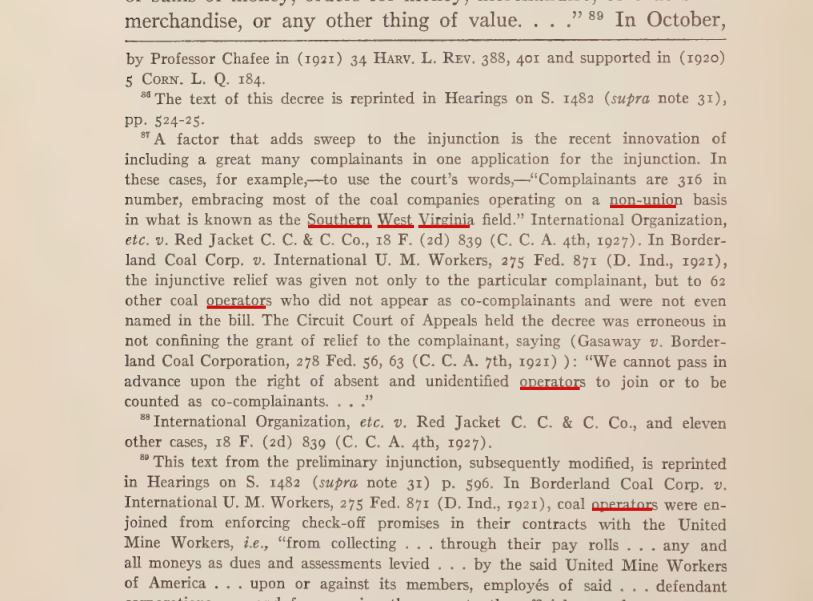 merchandise, or any other thing of value. . . .” ⁸⁹ In October,
by Professor Chafee in (1921) 34 HARV. L. REV. 388, 401 and supported in (1920)
5 CORN. L. Q. 184.
⁸⁶ The text of this decree is reprinted in Hearings on S. 1482 (supra note 31),
pp. 524-25.
⁸⁷ A factor that adds sweep to the injunction is the recent innovation of
including a great many complainants in one application for the injunction. In
these cases, for example,—to use the court’s words,—“Complainants are 316 in
number, embracing most of the coal companies operating on a non-union basis
in what is known as the Southern West Virginia field.” International Organization,
etc. v. Red Jacket C. C. & C. Co., 18 F. (2d) 839 (C. C. A. 4th, 1927). In Border-
land Coal Corp. v. International U. M. Workers, 275 Fed. 871 (D. Ind., 1921),
the injunctive relief was given not only to the particular complainant, but to 62
other coal operators who did not appear as co-complainants and were not even
named in the bill. The Circuit Court of Appeals held the decree was erroneous in
not confining the grant of relief to the complainant, saying (Gasaway v. Border-
land Coal Corporation, 278 Fed. 56, 63 (C. C. A. 7th, 1921) ): “We cannot pass in
advance upon the right of absent and unidentified operators to join or to be
counted as co-complainants. . . .”
⁸⁸ International Organization, etc. v. Red Jacket C. C. & C. Co., and eleven
other cases, 18 F. (2d) 839 (C. C. A. 4th, 1927).
⁸⁹ This text from the preliminary injunction, subsequently modified, is reprinted
in Hearings on S. 1482 (supra note 31) p. 596. In Borderland Coal Corp. v.
International U. M. Workers, 275 Fed. 871 (D. Ind., 1921), coal operators were en-
joined from enforcing check-off promises in their contracts with the United
Mine Workers, i.e., “from collecting . . . through their pay rolls . . . any and
all moneys as dues and assessments levied . . . by the said United Mine Workers
of America . . . upon or against its members, employés of said . . . defendant